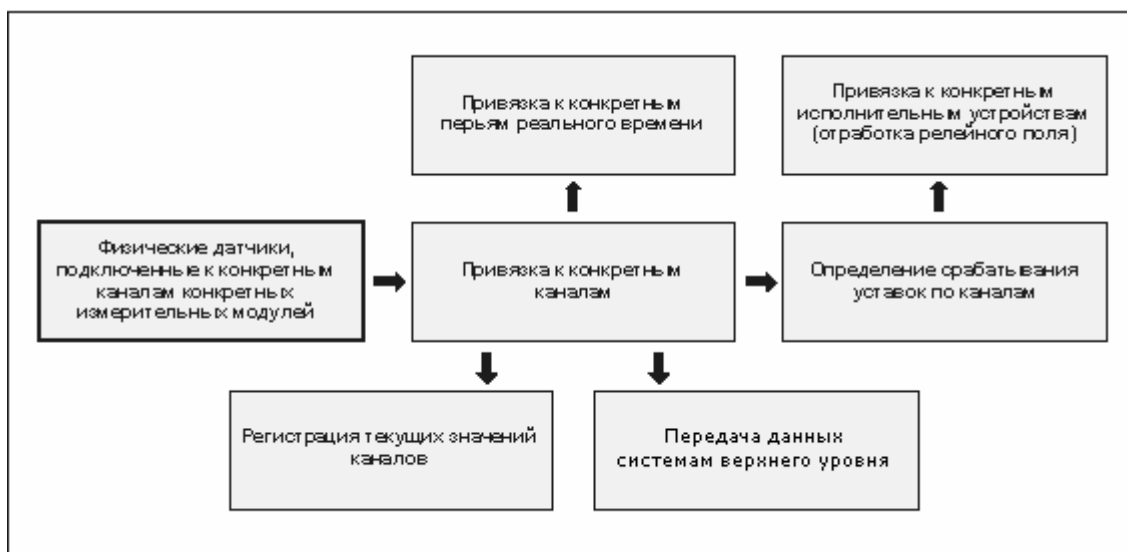 Привязка к конкретным
перьям реального времени
Привязка к конкретным
исполнительным устройствам
(отработка релейного поля)
Физические датчики,
подключенные к конкретным
каналам конкретных
измерительных модулей
Привязка к конкретным
каналам
Определение срабатывания
уставок по каналам
Регистрация текущих значений
каналов
Передача данных
системам верхнего уровня